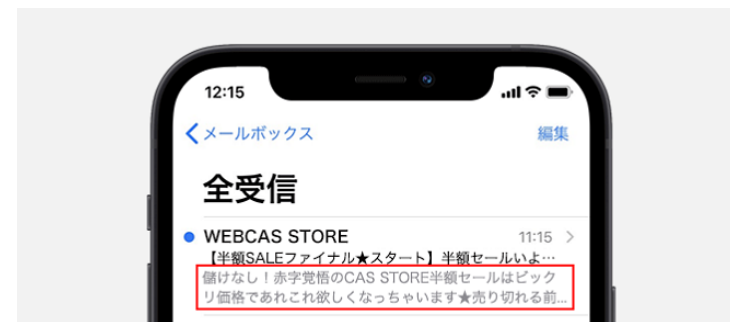 12:15
メールボックス 編集
全受信
WEBCAS STORE 11:15
【半額SALEファイナル★スタート】半額セールいよ…
儲けなし！赤字覚悟のCAS STORE半額セールはビック
リ価格であれこれ欲しくなっちゃいます★売り切れる前...